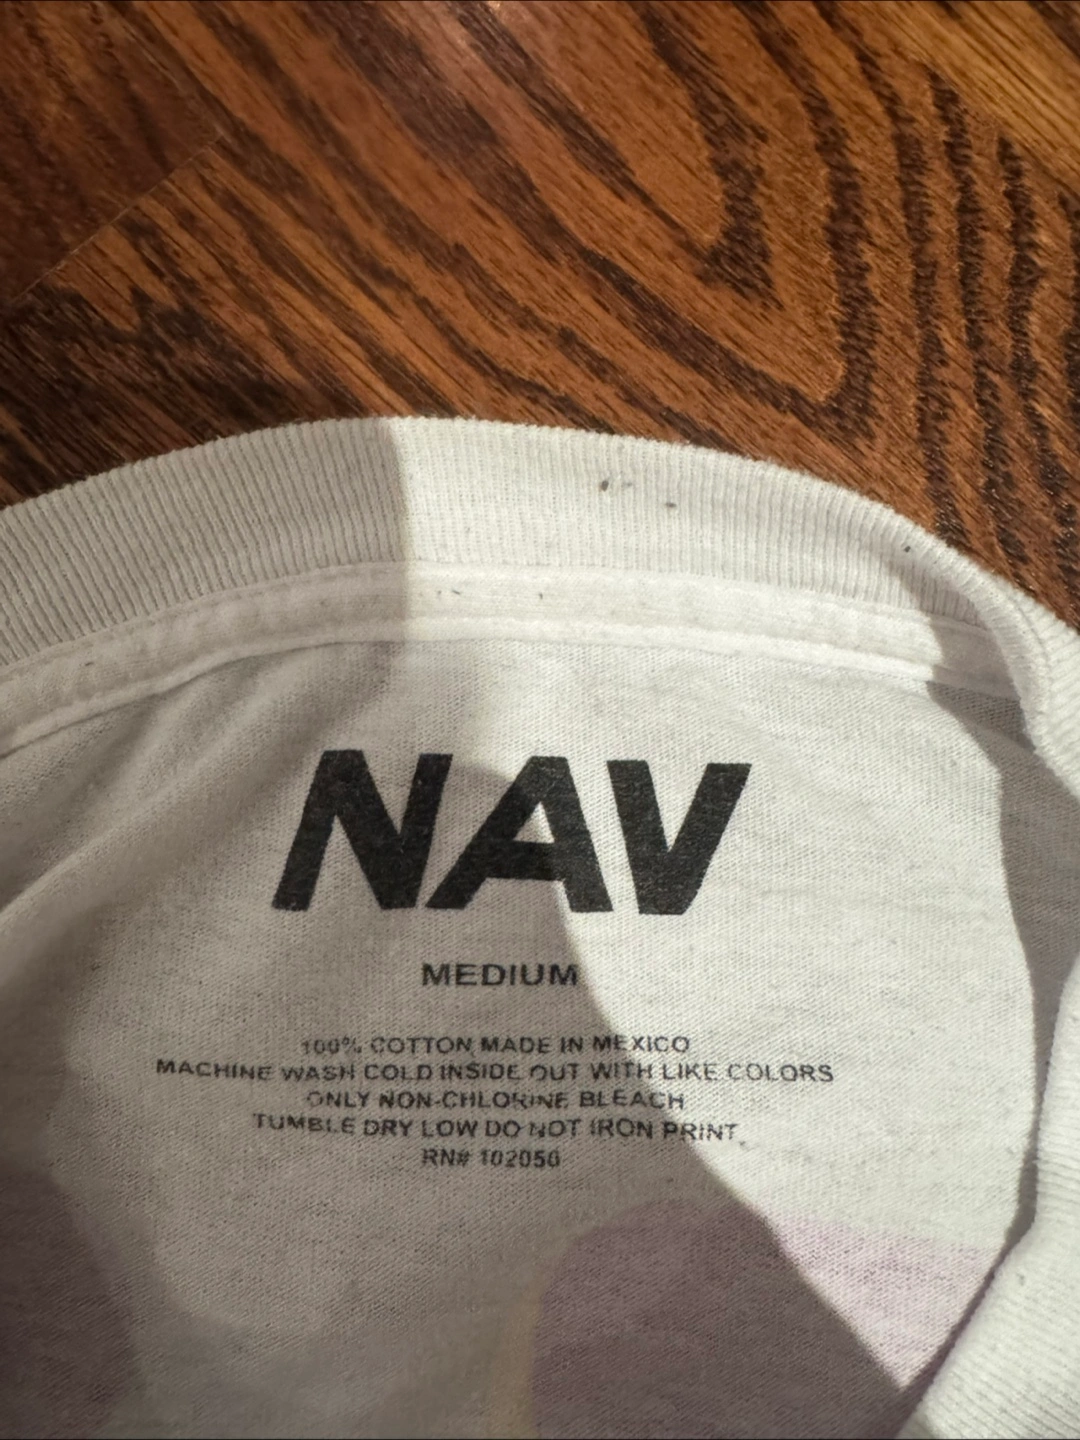 NAV
MEDIUM
100% COTTON MADE IN MEXICO
MACHINE WASH COLD INSIDE OUT WITH LIKE COLORS
ONLY NON-CHLORINE BLEACH
TUMBLE DRY LOW DO NOT IRON PRINT
RN# 102050